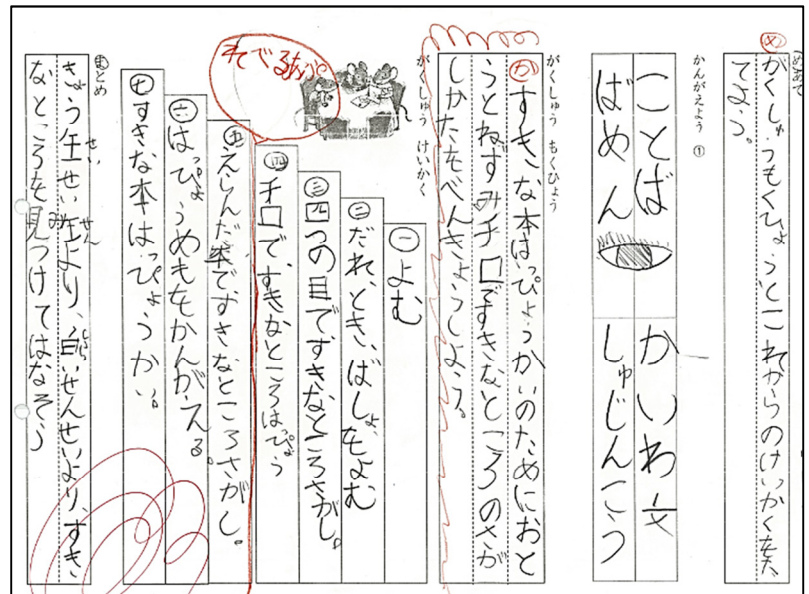 めあて
㋱がくしゅうもくひょうとこれからのけいかくをた
てよう。
かんがえよう ①
ことば かいわ文
ばめん しゅじんこう
がくしゅう もくひょう
㋕すきな本はっぴょうかいのためにおと
うとねずみチロですきなところのさが
しかたをべんきょうしよう。
がくしゅう けいかく
㊀よむ
㊁だれ、とき、ばしょ、をよむ
㊂四つの目ですきなところさがし。
㊃チロで、すきなところはっぴょう
㊄えらんだ本ですきなところさがし。
㊅はっぴょうめもをかんがえる。
㊆すきな本はっぴょうかい。
まとめ
きょう より、白いせんせいより、すき
なところを見つけてはなそう